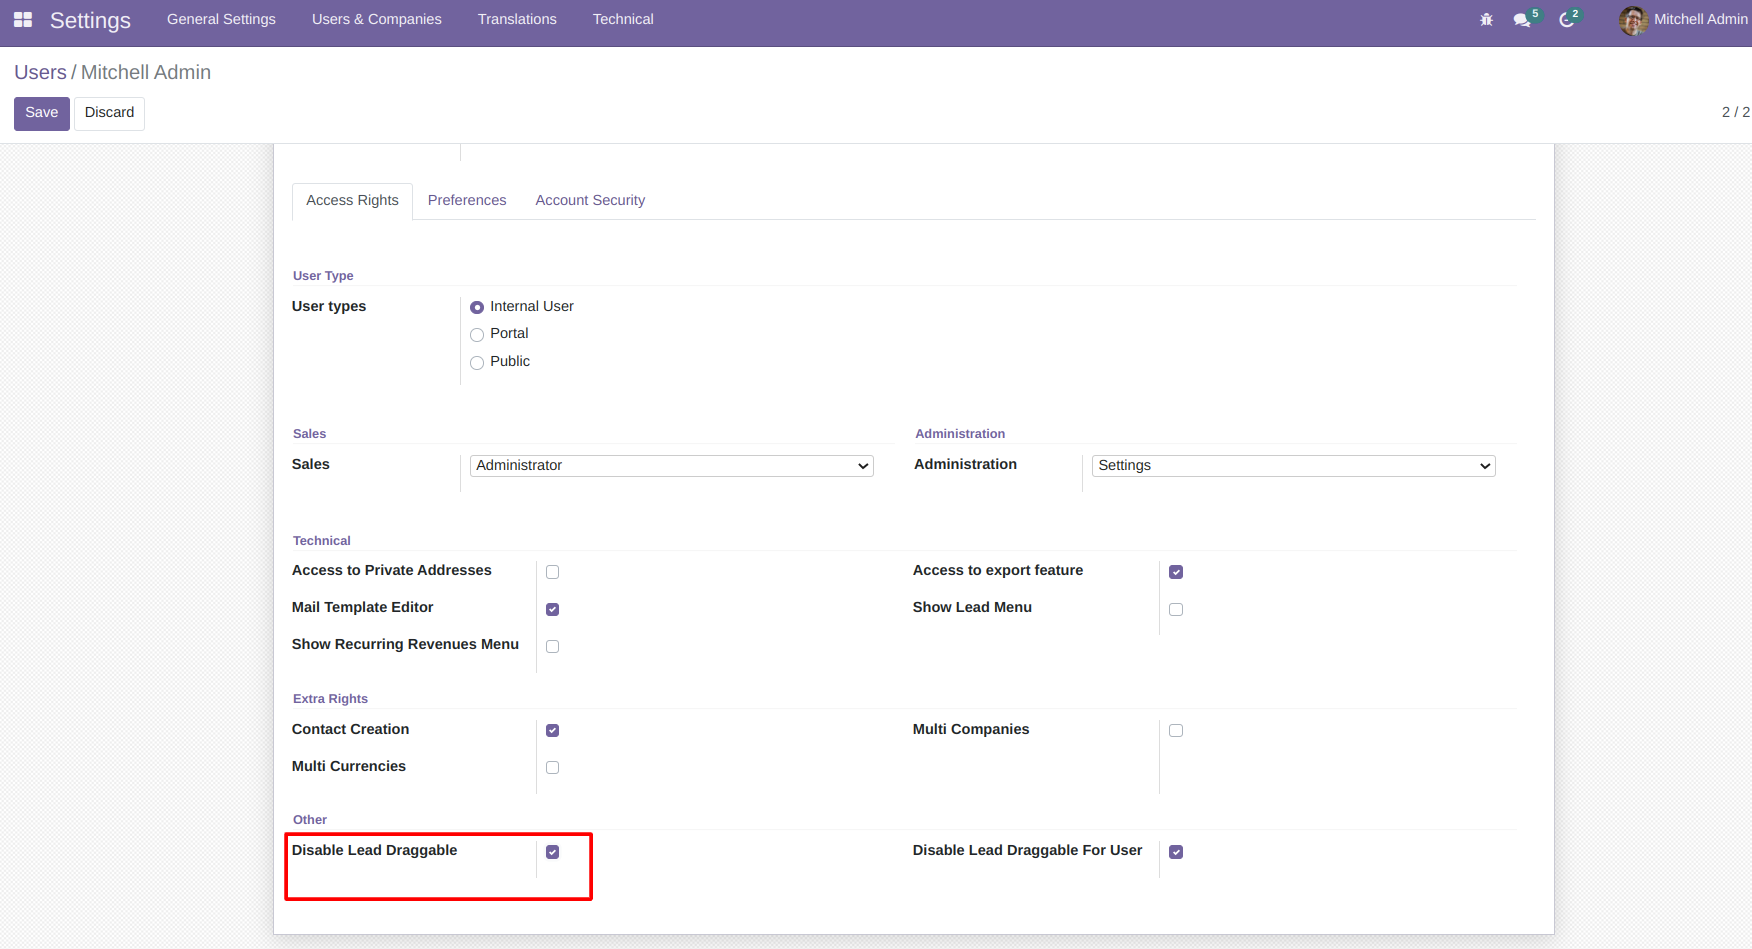 Settings General Settings Users & Companies Translations Technical 5 2 Mitchell Admin
Users / Mitchell Admin
Save Discard 2 / 2
Access Rights Preferences Account Security
User Type
User types Internal User
Portal
Public
Sales Administration
Sales Administrator Administration Settings
Technical
Access to Private Addresses Access to export feature
Mail Template Editor Show Lead Menu
Show Recurring Revenues Menu
Extra Rights
Contact Creation Multi Companies
Multi Currencies
Other
Disable Lead Draggable Disable Lead Draggable For User